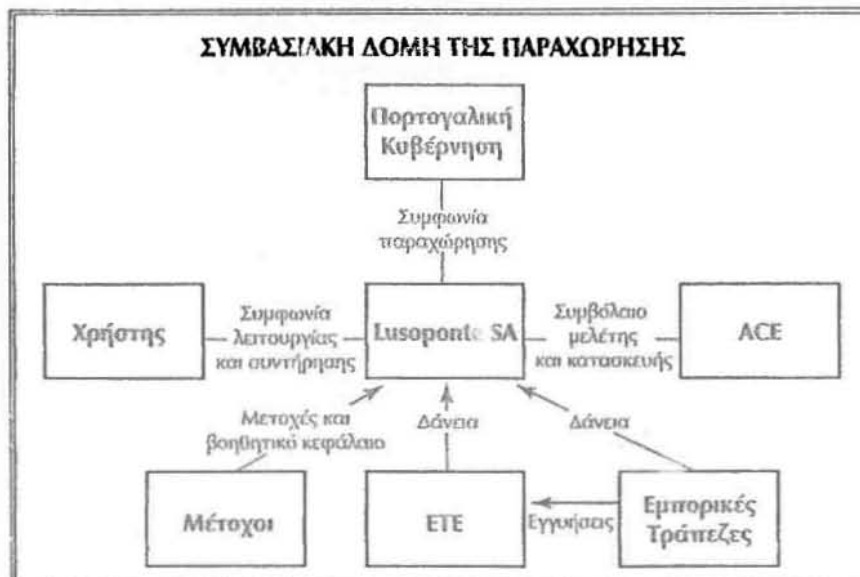 ΣΥΜΒΑΣΙΑΚΗ ΔΟΜΗ ΤΗΣ ΠΑΡΑΧΩΡΗΣΗΣ
Πορτογαλική
Κυβέρνηση
Συμφωνία
παραχώρησης
Χρήστης
Συμφωνία
λειτουργίας
και συντήρησης
Lusoponte SA
Συμβόλαιο
μελέτης
και κατασκευής
ACE
Μετοχές και
βοηθητικό κεφάλαιο
Δάνεια
Δάνεια
Μέτοχοι
ΕΤΕ
Εγγυήσεις
Εμπορικές
Τράπεζες